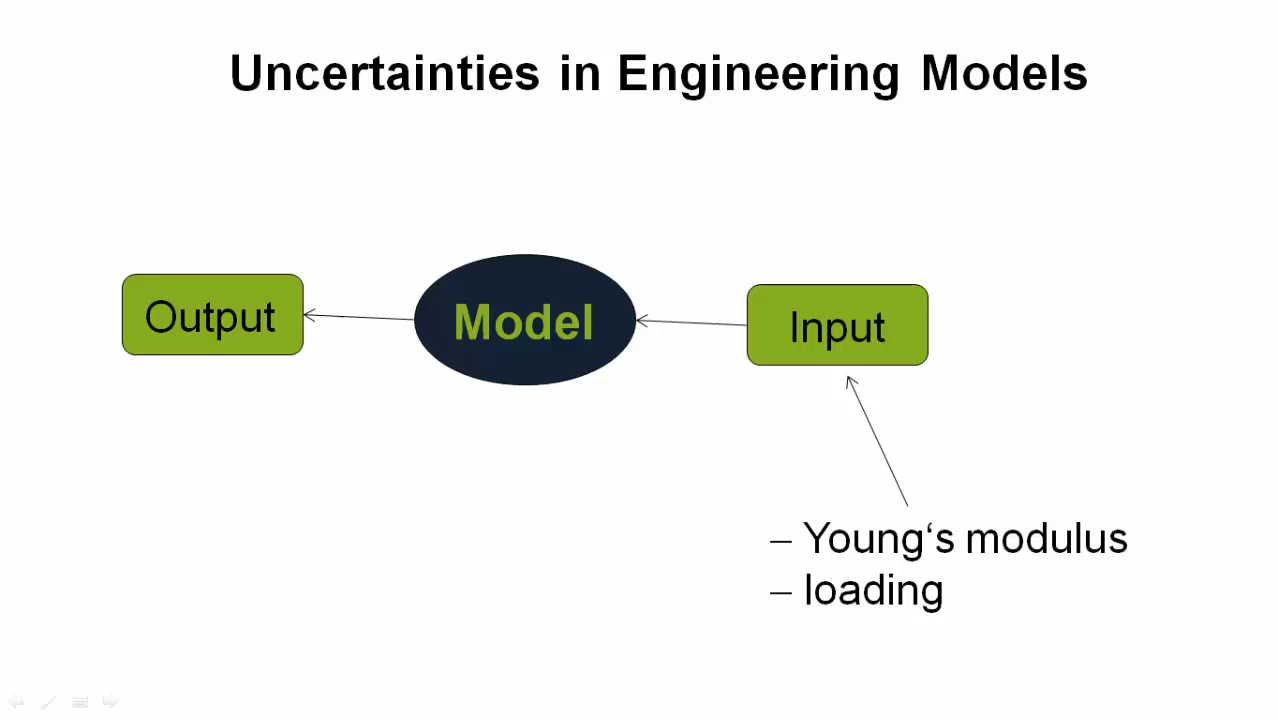 Uncertainties in Engineering Models
Output
Model
Input
– Young‘s modulus
– loading